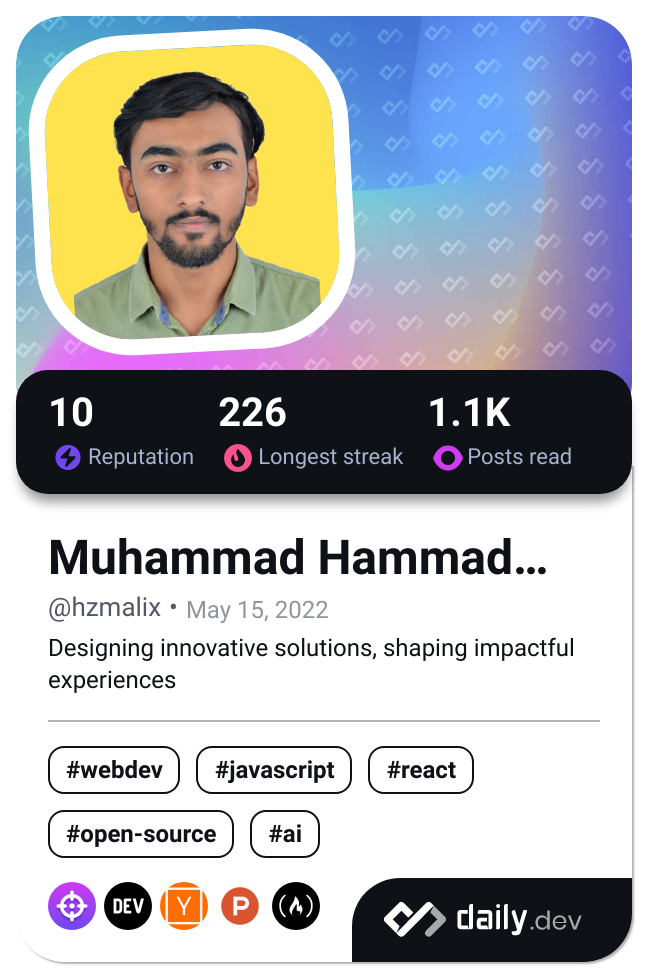 10 226 1.1K
Reputation Longest streak Posts read
Muhammad Hammad...
@hzmalix • May 15, 2022
Designing innovative solutions, shaping impactful
experiences
#webdev #javascript #react
#open-source #ai
DEV Y P
daily.dev